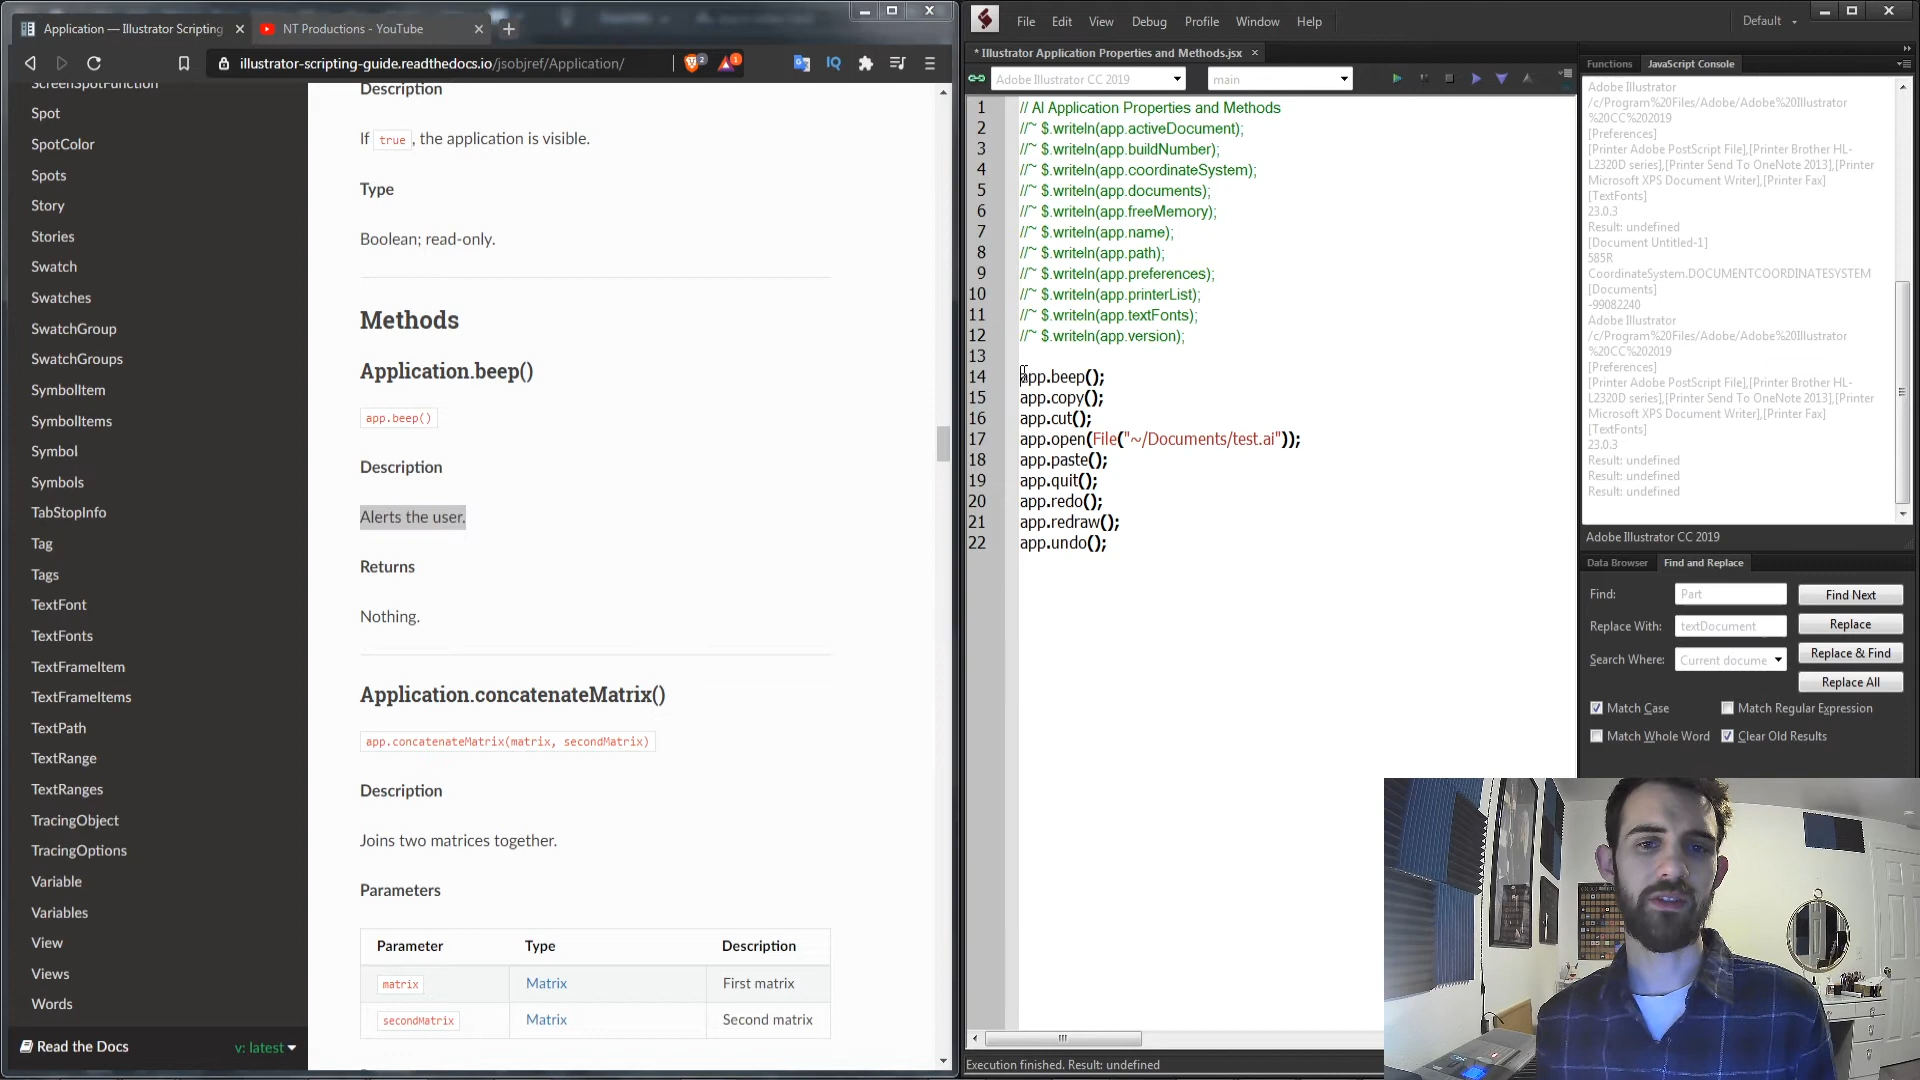 Application — Illustrator Scripting
NT Productions - YouTube
illustrator-scripting-guide.readthedocs.io/jsobjref/Application/
2
1
IQ
ScreenSpotFunction
Spot
SpotColor
Spots
Story
Stories
Swatch
Swatches
SwatchGroup
SwatchGroups
SymbolItem
SymbolItems
Symbol
Symbols
TabStopInfo
Tag
Tags
TextFont
TextFonts
TextFrameItem
TextFrameItems
TextPath
TextRange
TextRanges
TracingObject
TracingOptions
Variable
Variables
View
Views
Words
Read the Docs
v: latest
Description
If true, the application is visible.
Type
Boolean; read-only.
Methods
Application.beep()
app.beep()
Description
Alerts the user.
Returns
Nothing.
Application.concatenateMatrix()
app.concatenateMatrix(matrix, secondMatrix)
Description
Joins two matrices together.
Parameters
Parameter Type Description
matrix Matrix First matrix
secondMatrix Matrix Second matrix
File Edit View Debug Profile Window Help
Default
* Illustrator Application Properties and Methods.jsx
Adobe Illustrator CC 2019
main
1 // AI Application Properties and Methods
2 //~ $.writeln(app.activeDocument);
3 //~ $.writeln(app.buildNumber);
4 //~ $.writeln(app.coordinateSystem);
5 //~ $.writeln(app.documents);
6 //~ $.writeln(app.freeMemory);
7 //~ $.writeln(app.name);
8 //~ $.writeln(app.path);
9 //~ $.writeln(app.preferences);
10 //~ $.writeln(app.printerList);
11 //~ $.writeln(app.textFonts);
12 //~ $.writeln(app.version);
13
14 app.beep();
15 app.copy();
16 app.cut();
17 app.open(File("~/Documents/test.ai"));
18 app.paste();
19 app.quit();
20 app.redo();
21 app.redraw();
22 app.undo();
Execution finished. Result: undefined
Functions JavaScript Console
Adobe Illustrator
/c/Program%20Files/Adobe/Adobe%20Illustrator
%20CC%202019
[Preferences]
[Printer Adobe PostScript File],[Printer Brother HL-
L2320D series],[Printer Send To OneNote 2013],[Printer
Microsoft XPS Document Writer],[Printer Fax]
[TextFonts]
23.0.3
Result: undefined
[Document Untitled-1]
585R
CoordinateSystem.DOCUMENTCOORDINATESYSTEM
[Documents]
-99082240
Adobe Illustrator
/c/Program%20Files/Adobe/Adobe%20Illustrator
%20CC%202019
[Preferences]
[Printer Adobe PostScript File],[Printer Brother HL-
L2320D series],[Printer Send To OneNote 2013],[Printer
Microsoft XPS Document Writer],[Printer Fax]
[TextFonts]
23.0.3
Result: undefined
Result: undefined
Result: undefined
Adobe Illustrator CC 2019
Data Browser Find and Replace
Find: Part Find Next
Replace With: textDocument Replace
Search Where: Current docume Replace & Find
Replace All
Match Case Match Regular Expression
Match Whole Word Clear Old Results